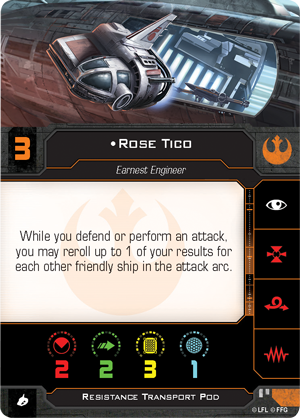 3
•Rose Tico
Earnest Engineer
While you defend or perform an attack,
you may reroll up to 1 of your results for
each other friendly ship in the attack arc.
2 2 3 1
Resistance Transport Pod
© LFL © FFG